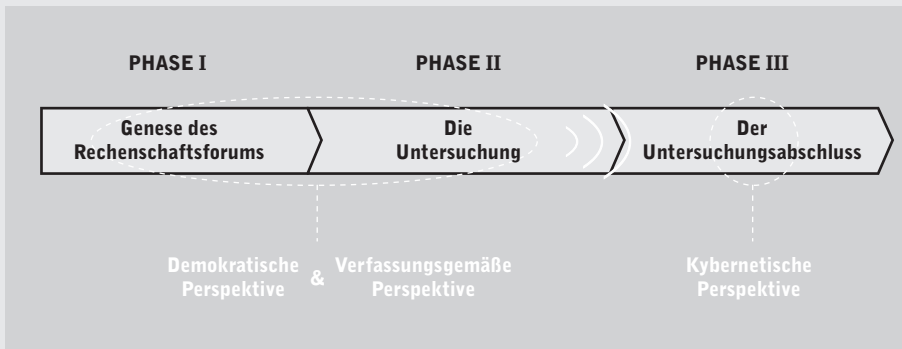 PHASE I
PHASE II
PHASE III
Genese des
Rechenschaftsforums
Die
Untersuchung
Der
Untersuchungsabschluss
Demokratische
Perspektive
&
Verfassungsgemäße
Perspektive
Kybernetische
Perspektive